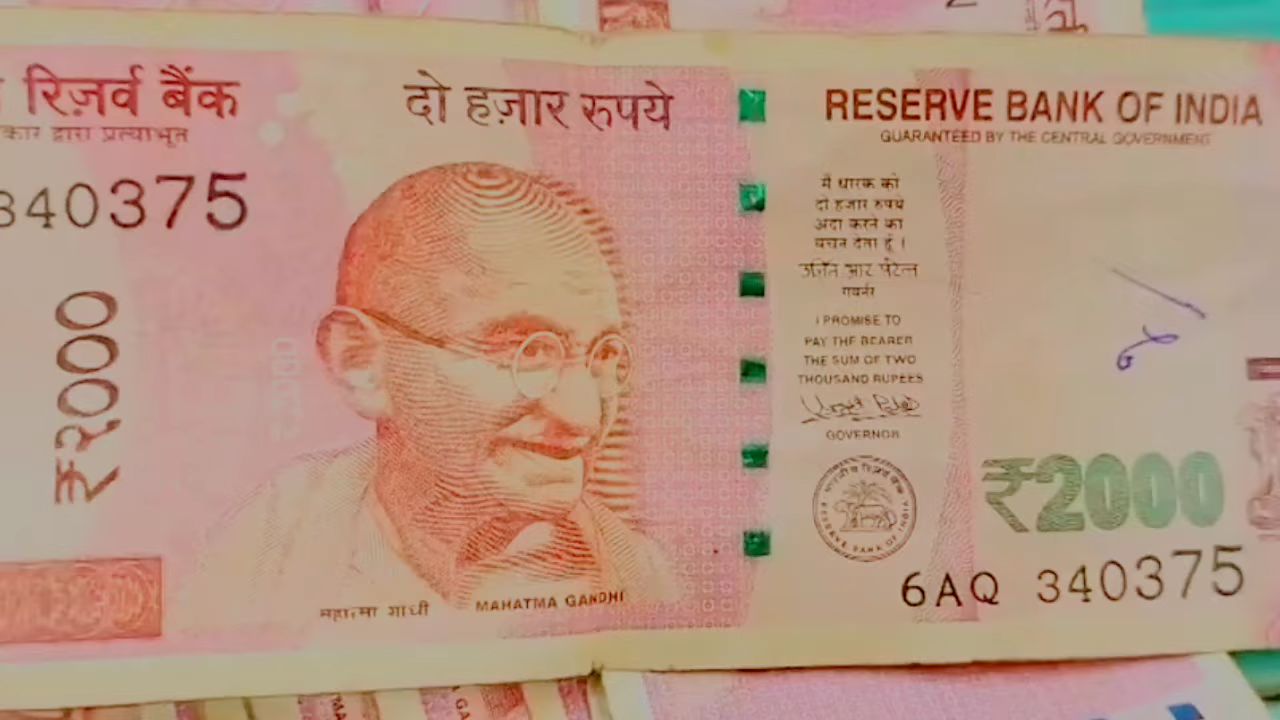 रिज़र्व बैंक
दो हज़ार रुपये
RESERVE BANK OF INDIA
द्वारा प्रत्याभूत
GUARANTEED BY THE CENTRAL GOVERNMENT
340375
मैं धारक को
दो हजार रुपये
अदा करने का
वचन देता हूँ ।
उर्जित आर पटेल
गवर्नर
₹२०००
I PROMISE TO
PAY THE BEARER
THE SUM OF TWO
THOUSAND RUPEES
GOVERNOR
₹2000
RESERVE BANK OF INDIA
6AQ 340375
महात्मा गांधी
MAHATMA GANDHI